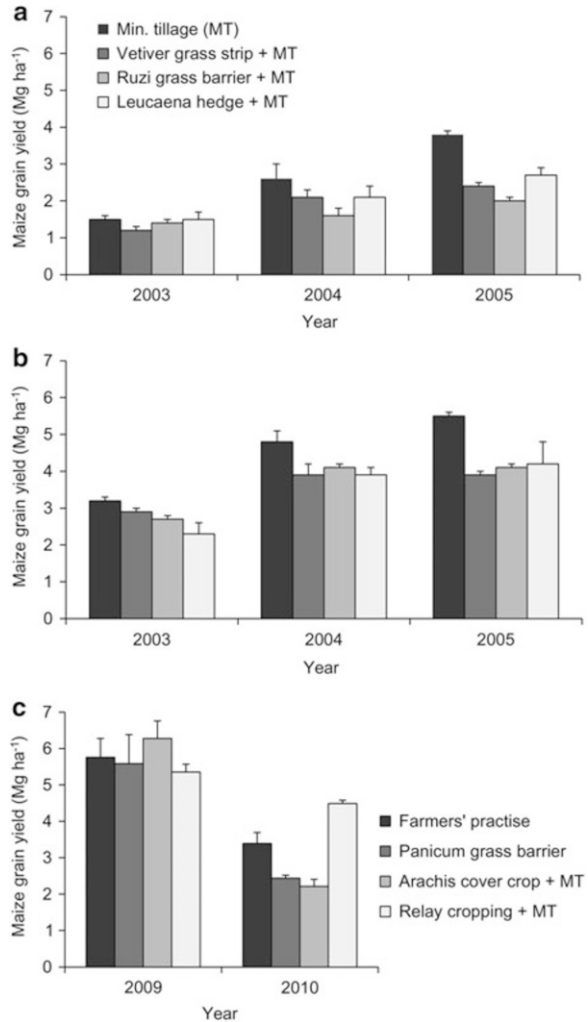 a
Min. tillage (MT)
Vetiver grass strip + MT
Ruzi grass barrier + MT
Leucaena hedge + MT
Maize grain yield (Mg ha⁻¹)
7
6
5
4
3
2
1
0
2003 2004 2005
Year
b
Maize grain yield (Mg ha⁻¹)
7
6
5
4
3
2
1
0
2003 2004 2005
Year
c
Maize grain yield (Mg ha⁻¹)
7
6
5
4
3
2
1
0
Farmers' practise
Panicum grass barrier
Arachis cover crop + MT
Relay cropping + MT
2009 2010
Year